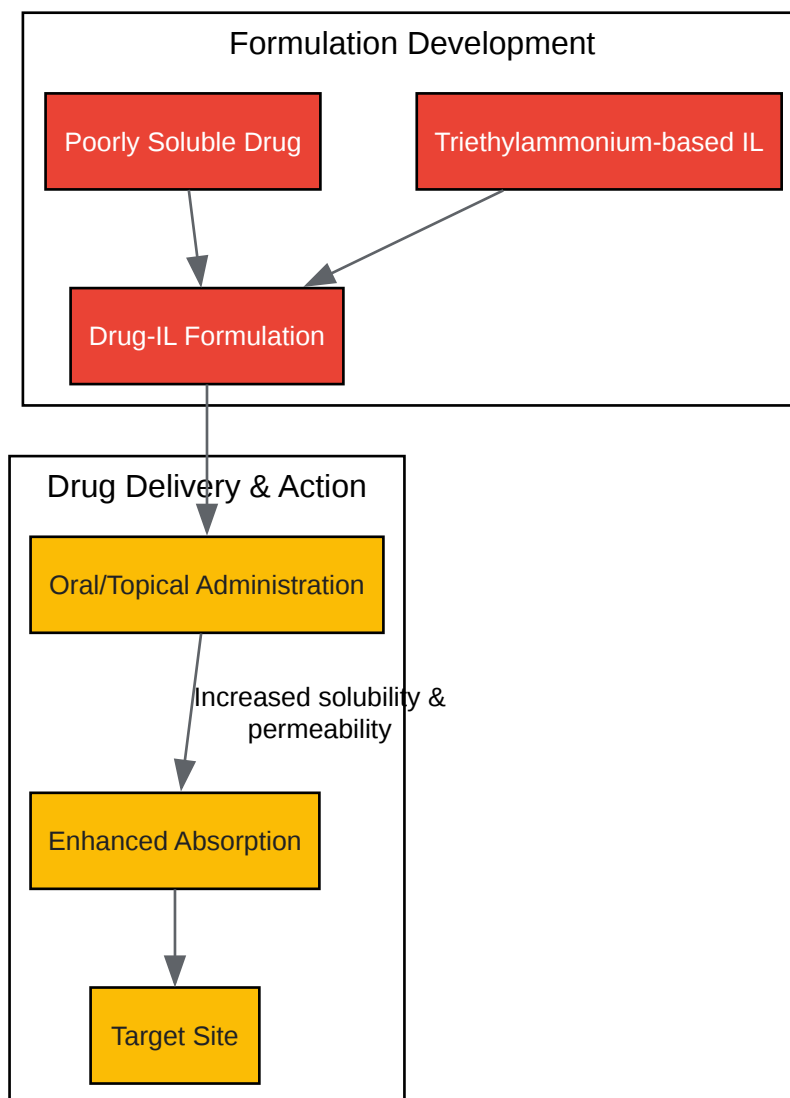 Formulation Development
Poorly Soluble Drug
Triethylammonium-based IL
Drug-IL Formulation
Drug Delivery & Action
Oral/Topical Administration
Increased solubility &
permeability
Enhanced Absorption
Target Site